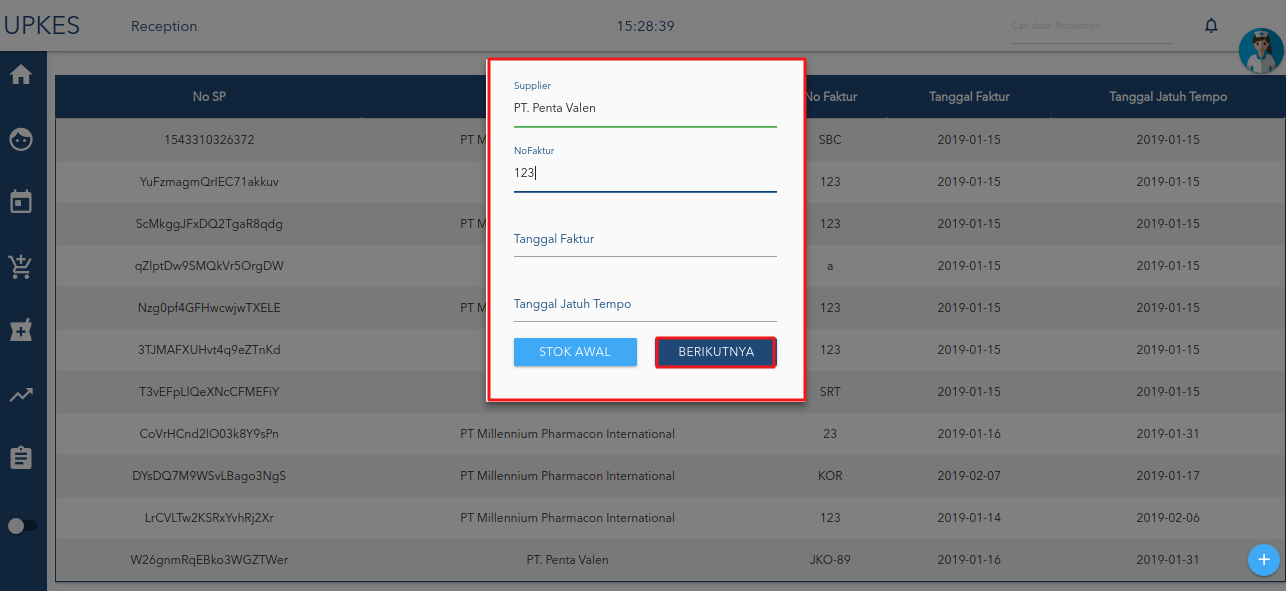 UPKES Reception 15:28:39 Cari data Reception
No SP No Faktur Tanggal Faktur Tanggal Jatuh Tempo
Supplier
PT. Penta Valen
NoFaktur
123
Tanggal Faktur
Tanggal Jatuh Tempo
STOK AWAL BERIKUTNYA
1543310326372 PT M SBC 2019-01-15 2019-01-15
YuFzmagmQrlEC71akkuv 123 2019-01-15 2019-01-15
ScMkggJFxDQ2TgaR8qdg PT M 123 2019-01-15 2019-01-15
qZlptDw9SMQkVr5OrgDW a 2019-01-15 2019-01-15
Nzg0pf4GFHwcwjwTXELE PT M 123 2019-01-15 2019-01-15
3TJMAFXUHvt4q9eZTnKd 123 2019-01-15 2019-01-15
T3vEFpLlQeXNcCFMEFiY SRT 2019-01-15 2019-01-15
CoVrHCnd2lO03k8Y9sPn PT Millennium Pharmacon International 23 2019-01-16 2019-01-31
DYsDQ7M9WSvLBago3NgS PT Millennium Pharmacon International KOR 2019-02-07 2019-01-17
LrCVLTw2KSRxYvhRj2Xr PT Millennium Pharmacon International 123 2019-01-14 2019-02-06
W26gnmRqEBko3WGZTWer PT. Penta Valen JKO-89 2019-01-16 2019-01-31